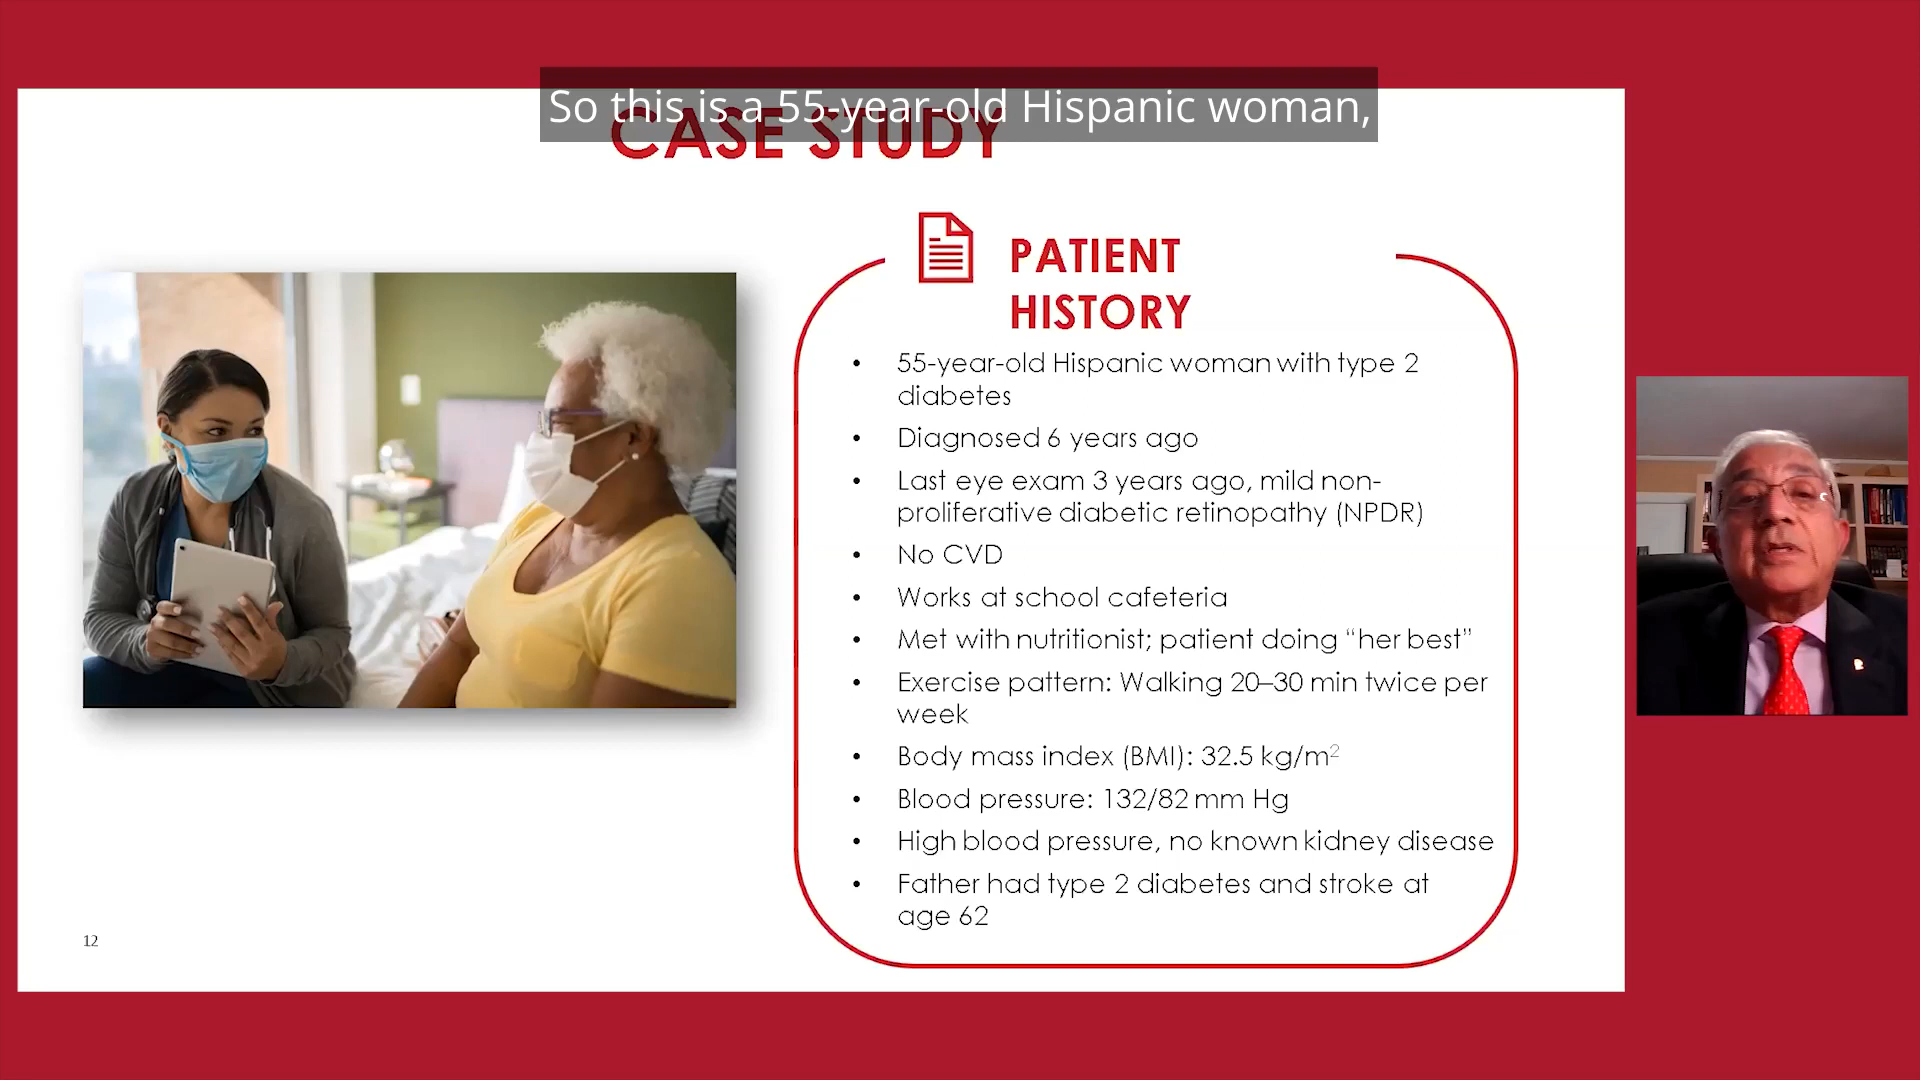 So this is a 55-year-old Hispanic woman,
CASE STUDY
PATIENT
HISTORY
• 55-year-old Hispanic woman with type 2
diabetes
• Diagnosed 6 years ago
• Last eye exam 3 years ago, mild non-
proliferative diabetic retinopathy (NPDR)
• No CVD
• Works at school cafeteria
• Met with nutritionist; patient doing “her best”
• Exercise pattern: Walking 20–30 min twice per
week
• Body mass index (BMI): 32.5 kg/m²
• Blood pressure: 132/82 mm Hg
• High blood pressure, no known kidney disease
• Father had type 2 diabetes and stroke at
age 62
12